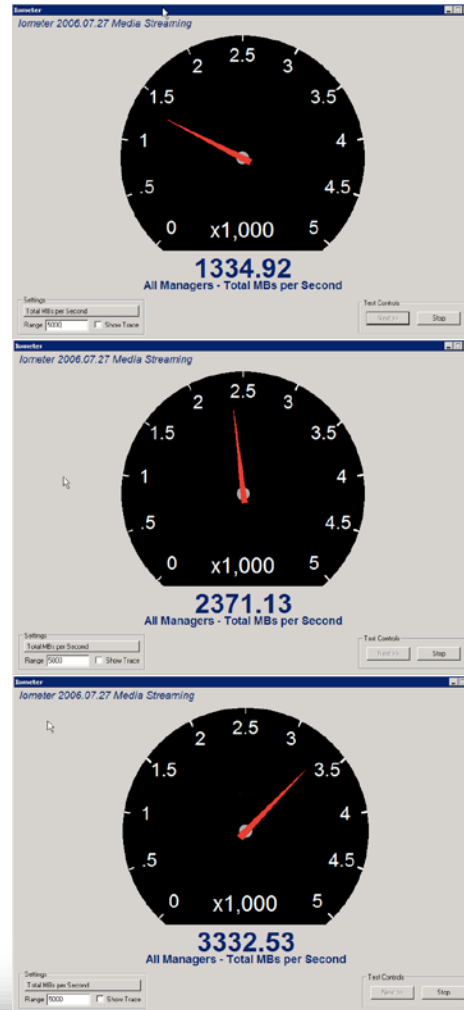 Iometer
Iometer 2006.07.27 Media Streaming
2.5
2 3
1.5 3.5
1 4
.5 4.5
0 x1,000 5
1334.92
All Managers - Total MBs per Second
Settings
Total MBs per Second
Range 5000 Show Trace
Test Controls
Next >> Stop
Iometer
Iometer 2006.07.27 Media Streaming
2.5
2 3
1.5 3.5
1 4
.5 4.5
0 x1,000 5
2371.13
All Managers - Total MBs per Second
Settings
Total MBs per Second
Range 5000 Show Trace
Test Controls
Next >> Stop
Iometer
Iometer 2006.07.27 Media Streaming
2.5
2 3
1.5 3.5
1 4
.5 4.5
0 x1,000 5
3332.53
All Managers - Total MBs per Second
Settings
Total MBs per Second
Range 5000 Show Trace
Test Controls
Next >> Stop